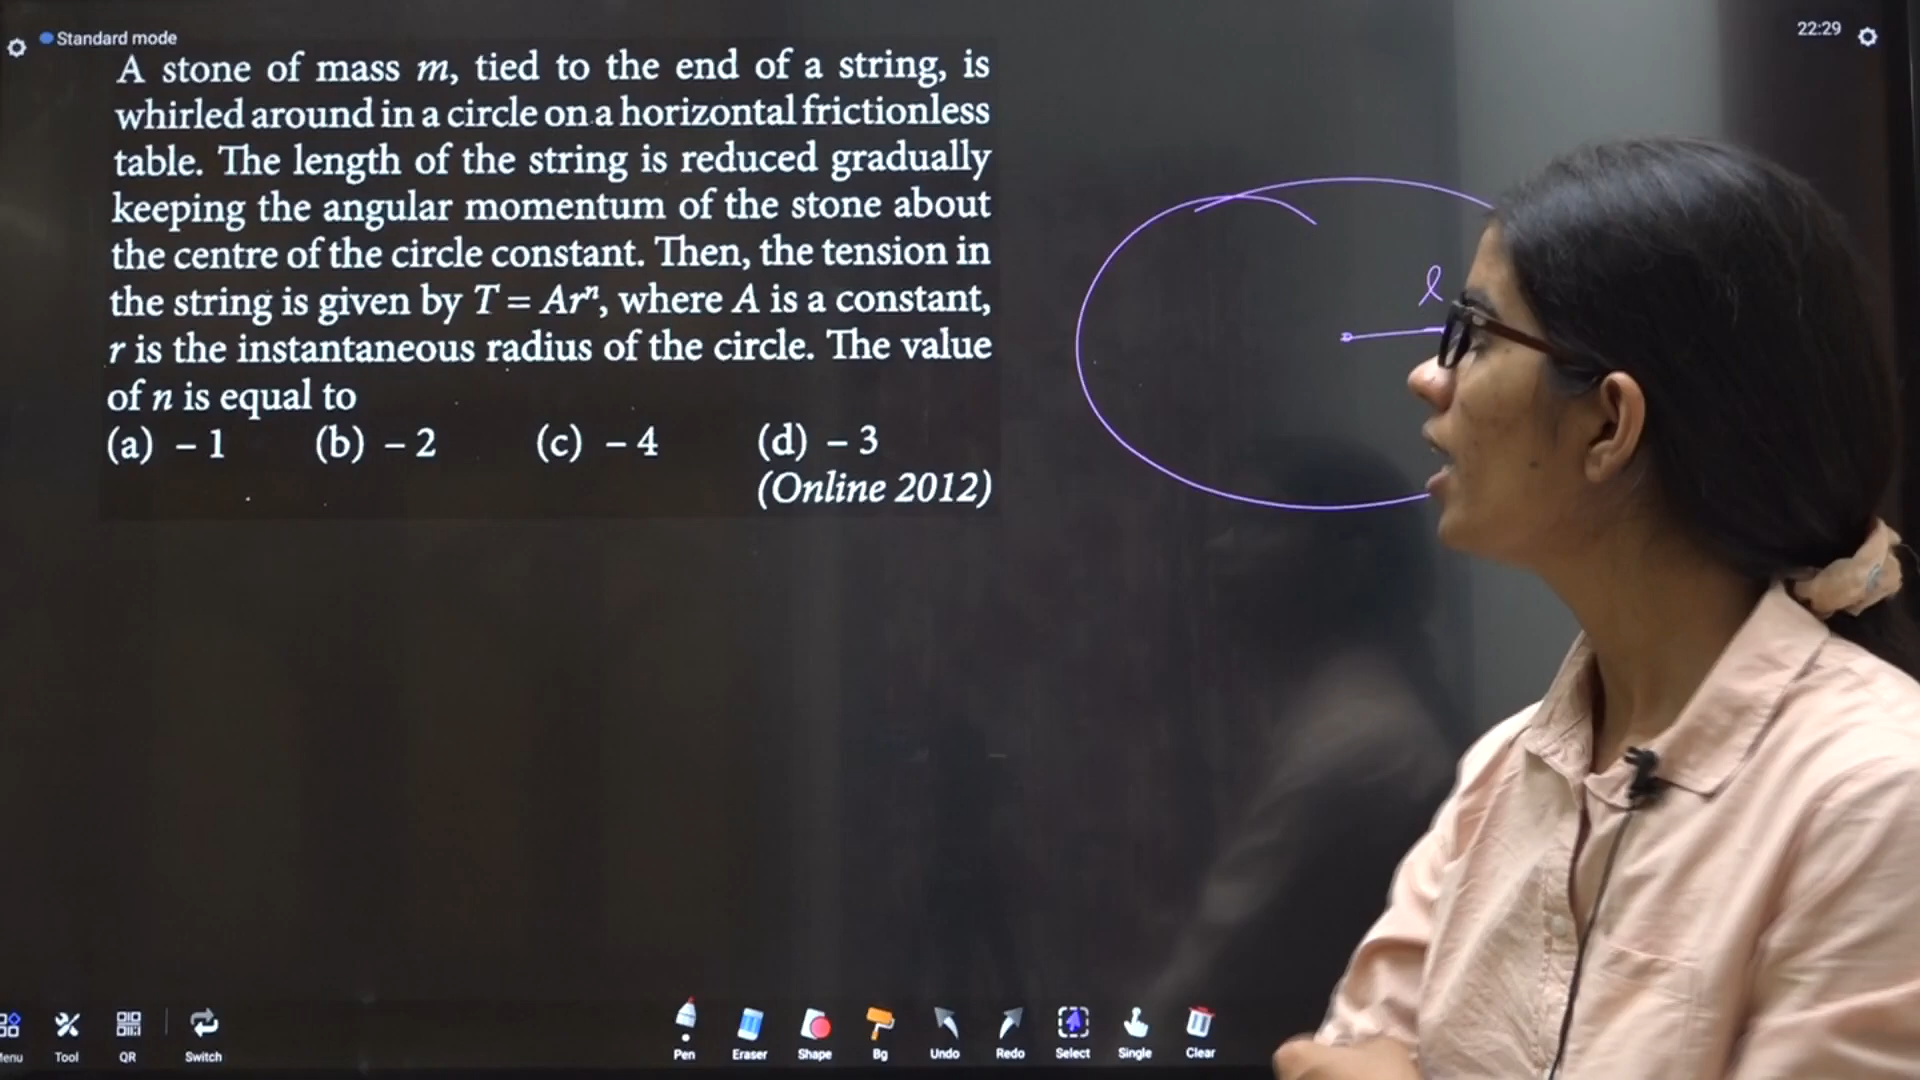 Standard mode
22:29
A stone of mass m, tied to the end of a string, is
whirled around in a circle on a horizontal frictionless
table. The length of the string is reduced gradually
keeping the angular momentum of the stone about
the centre of the circle constant. Then, the tension in
the string is given by T = Arⁿ, where A is a constant,
r is the instantaneous radius of the circle. The value
of n is equal to
(a) – 1 (b) – 2 (c) – 4 (d) – 3
(Online 2012)
l
enu Tool QR Switch Pen Eraser Shape Bg Undo Redo Select Single Clear